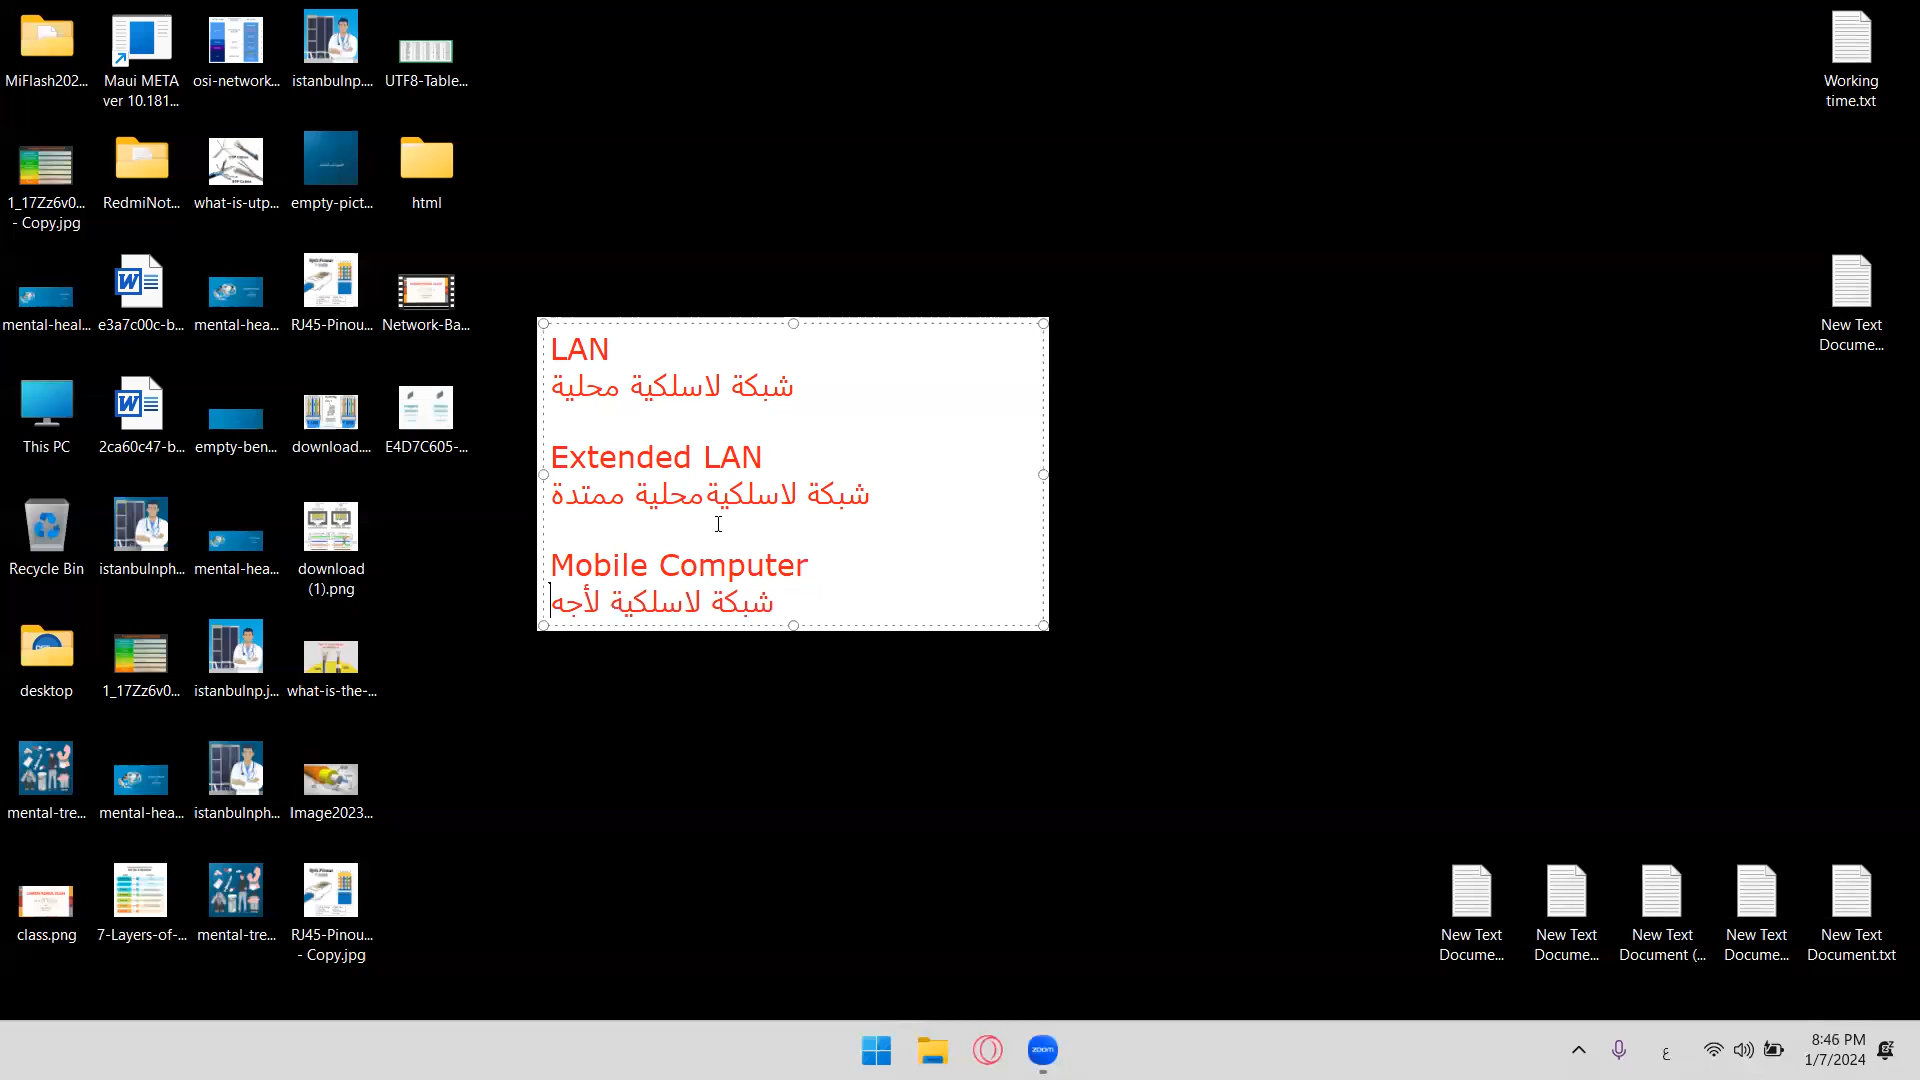 MiFlash202...
Maui META
ver 10.181...
osi-network...
istanbulnp....
UTF8-Table...
Working
time.txt
1_17Zz6v0...
- Copy.jpg
RedmiNot...
what-is-utp...
empty-pict...
html
mental-heal...
e3a7c00c-b...
mental-hea...
RJ45-Pinou...
Network-Ba...
New Text
Docume...
LAN
شبكة لاسلكية محلية
Extended LAN
شبكة لاسلكيةمحلية ممتدة
Mobile Computer
شبكة لاسلكية لأجه
This PC
2ca60c47-b...
empty-ben...
download....
E4D7C605-...
Recycle Bin
istanbulnph...
mental-hea...
download
(1).png
desktop
1_17Zz6v0...
istanbulnp.j...
what-is-the-...
mental-tre...
mental-hea...
istanbulnph...
Image2023...
class.png
7-Layers-of-...
mental-tre...
RJ45-Pinou...
- Copy.jpg
New Text
Docume...
New Text
Docume...
New Text
Document (...
New Text
Docume...
New Text
Document.txt
zoom
ع
8:46 PM
1/7/2024